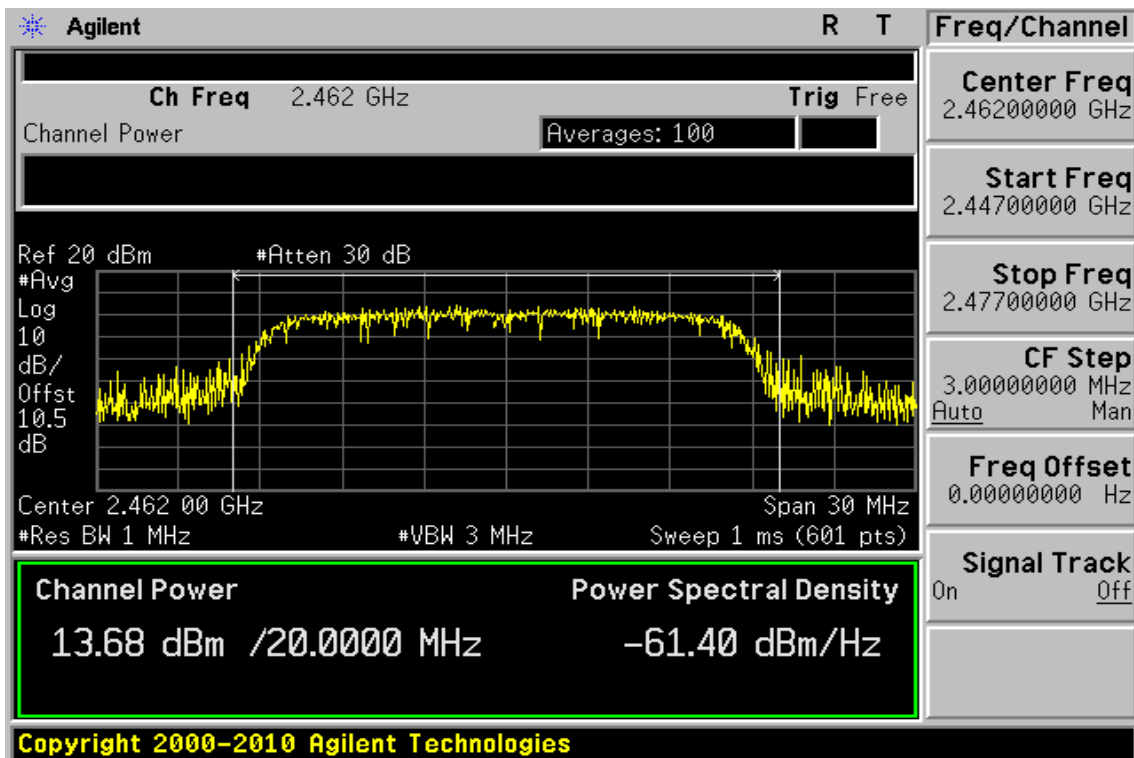 Agilent R T
Ch Freq 2.462 GHz Trig Free
Channel Power Averages: 100
Ref 20 dBm #Atten 30 dB
#Avg
Log
10
dB/
Offst
10.5
dB
Center 2.462 00 GHz Span 30 MHz
#Res BW 1 MHz #VBW 3 MHz Sweep 1 ms (601 pts)
Channel Power Power Spectral Density
13.68 dBm /20.0000 MHz -61.40 dBm/Hz
Copyright 2000-2010 Agilent Technologies
Freq/Channel
Center Freq
2.46200000 GHz
Start Freq
2.44700000 GHz
Stop Freq
2.47700000 GHz
CF Step
3.00000000 MHz
Auto Man
Freq Offset
0.00000000 Hz
Signal Track
On Off